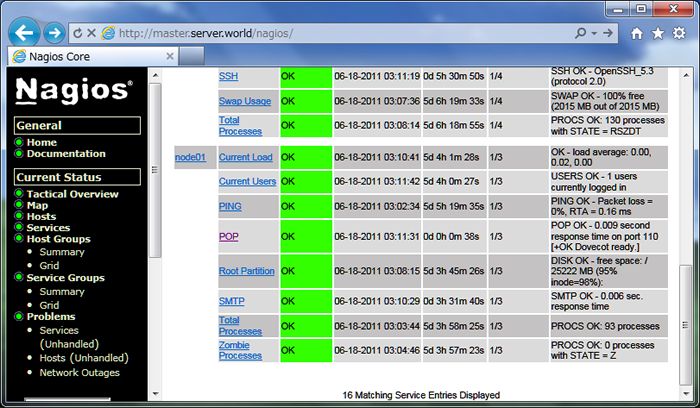 http://master.server.world/nagios/
Nagios Core
Nagios®
General
Home
Documentation
Current Status
Tactical Overview
Map
Hosts
Services
Host Groups
Summary
Grid
Service Groups
Summary
Grid
Problems
Services
(Unhandled)
Hosts (Unhandled)
Network Outages
SSH OK 06-18-2011 03:11:19 0d 5h 30m 50s 1/4 SSH OK - OpenSSH_5.3
(protocol 2.0)
Swap Usage OK 06-18-2011 03:07:36 5d 6h 19m 33s 1/4 SWAP OK - 100% free
(2015 MB out of 2015 MB)
Total
Processes OK 06-18-2011 03:08:14 5d 6h 18m 55s 1/4 PROCS OK: 130 processes
with STATE = RSZDT
node01 Current Load OK 06-18-2011 03:10:41 5d 4h 1m 28s 1/3 OK - load average: 0.00,
0.02, 0.00
Current Users OK 06-18-2011 03:11:42 5d 4h 0m 27s 1/3 USERS OK - 1 users
currently logged in
PING OK 06-18-2011 03:02:34 5d 5h 19m 35s 1/3 PING OK - Packet loss =
0%, RTA = 0.16 ms
POP OK 06-18-2011 03:11:31 0d 0h 0m 38s 1/3 POP OK - 0.009 second
response time on port 110
[+OK Dovecot ready.]
Root Partition OK 06-18-2011 03:08:15 5d 3h 45m 26s 1/3 DISK OK - free space: /
25222 MB (95%
inode=98%):
SMTP OK 06-18-2011 03:10:29 0d 3h 31m 40s 1/3 SMTP OK - 0.006 sec.
response time
Total
Processes OK 06-18-2011 03:03:44 5d 3h 58m 25s 1/3 PROCS OK: 93 processes
Zombie
Processes OK 06-18-2011 03:04:46 5d 3h 57m 23s 1/3 PROCS OK: 0 processes
with STATE = Z
16 Matching Service Entries Displayed